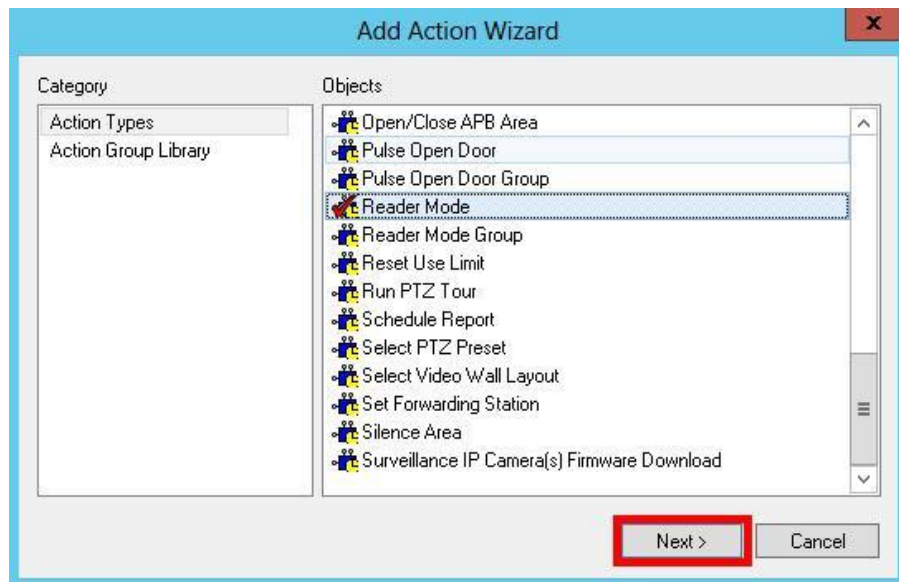 Add Action Wizard
x
Category
Objects
Action Types
Action Group Library
Open/Close APB Area
Pulse Open Door
Pulse Open Door Group
Reader Mode
Reader Mode Group
Reset Use Limit
Run PTZ Tour
Schedule Report
Select PTZ Preset
Select Video Wall Layout
Set Forwarding Station
Silence Area
Surveillance IP Camera(s) Firmware Download
Next >
Cancel